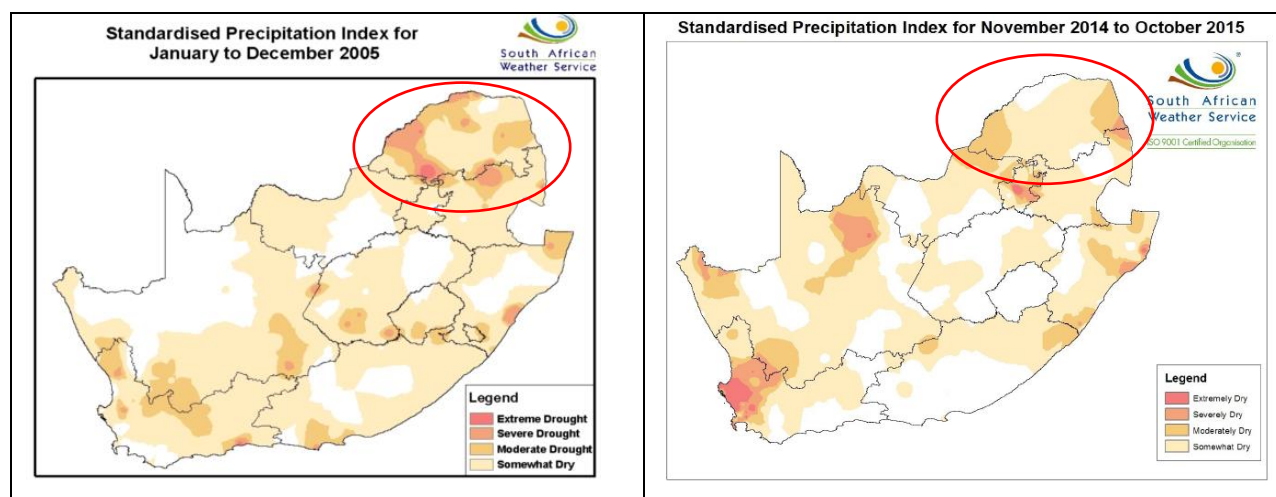 Standardised Precipitation Index for
January to December 2005
South African
Weather Service
Legend
Extreme Drought
Severe Drought
Moderate Drought
Somewhat Dry
Standardised Precipitation Index for November 2014 to October 2015
®
South African
Weather Service
ISO 9001 Certified Organisation
Legend
Extremely Dry
Severely Dry
Moderately Dry
Somewhat Dry